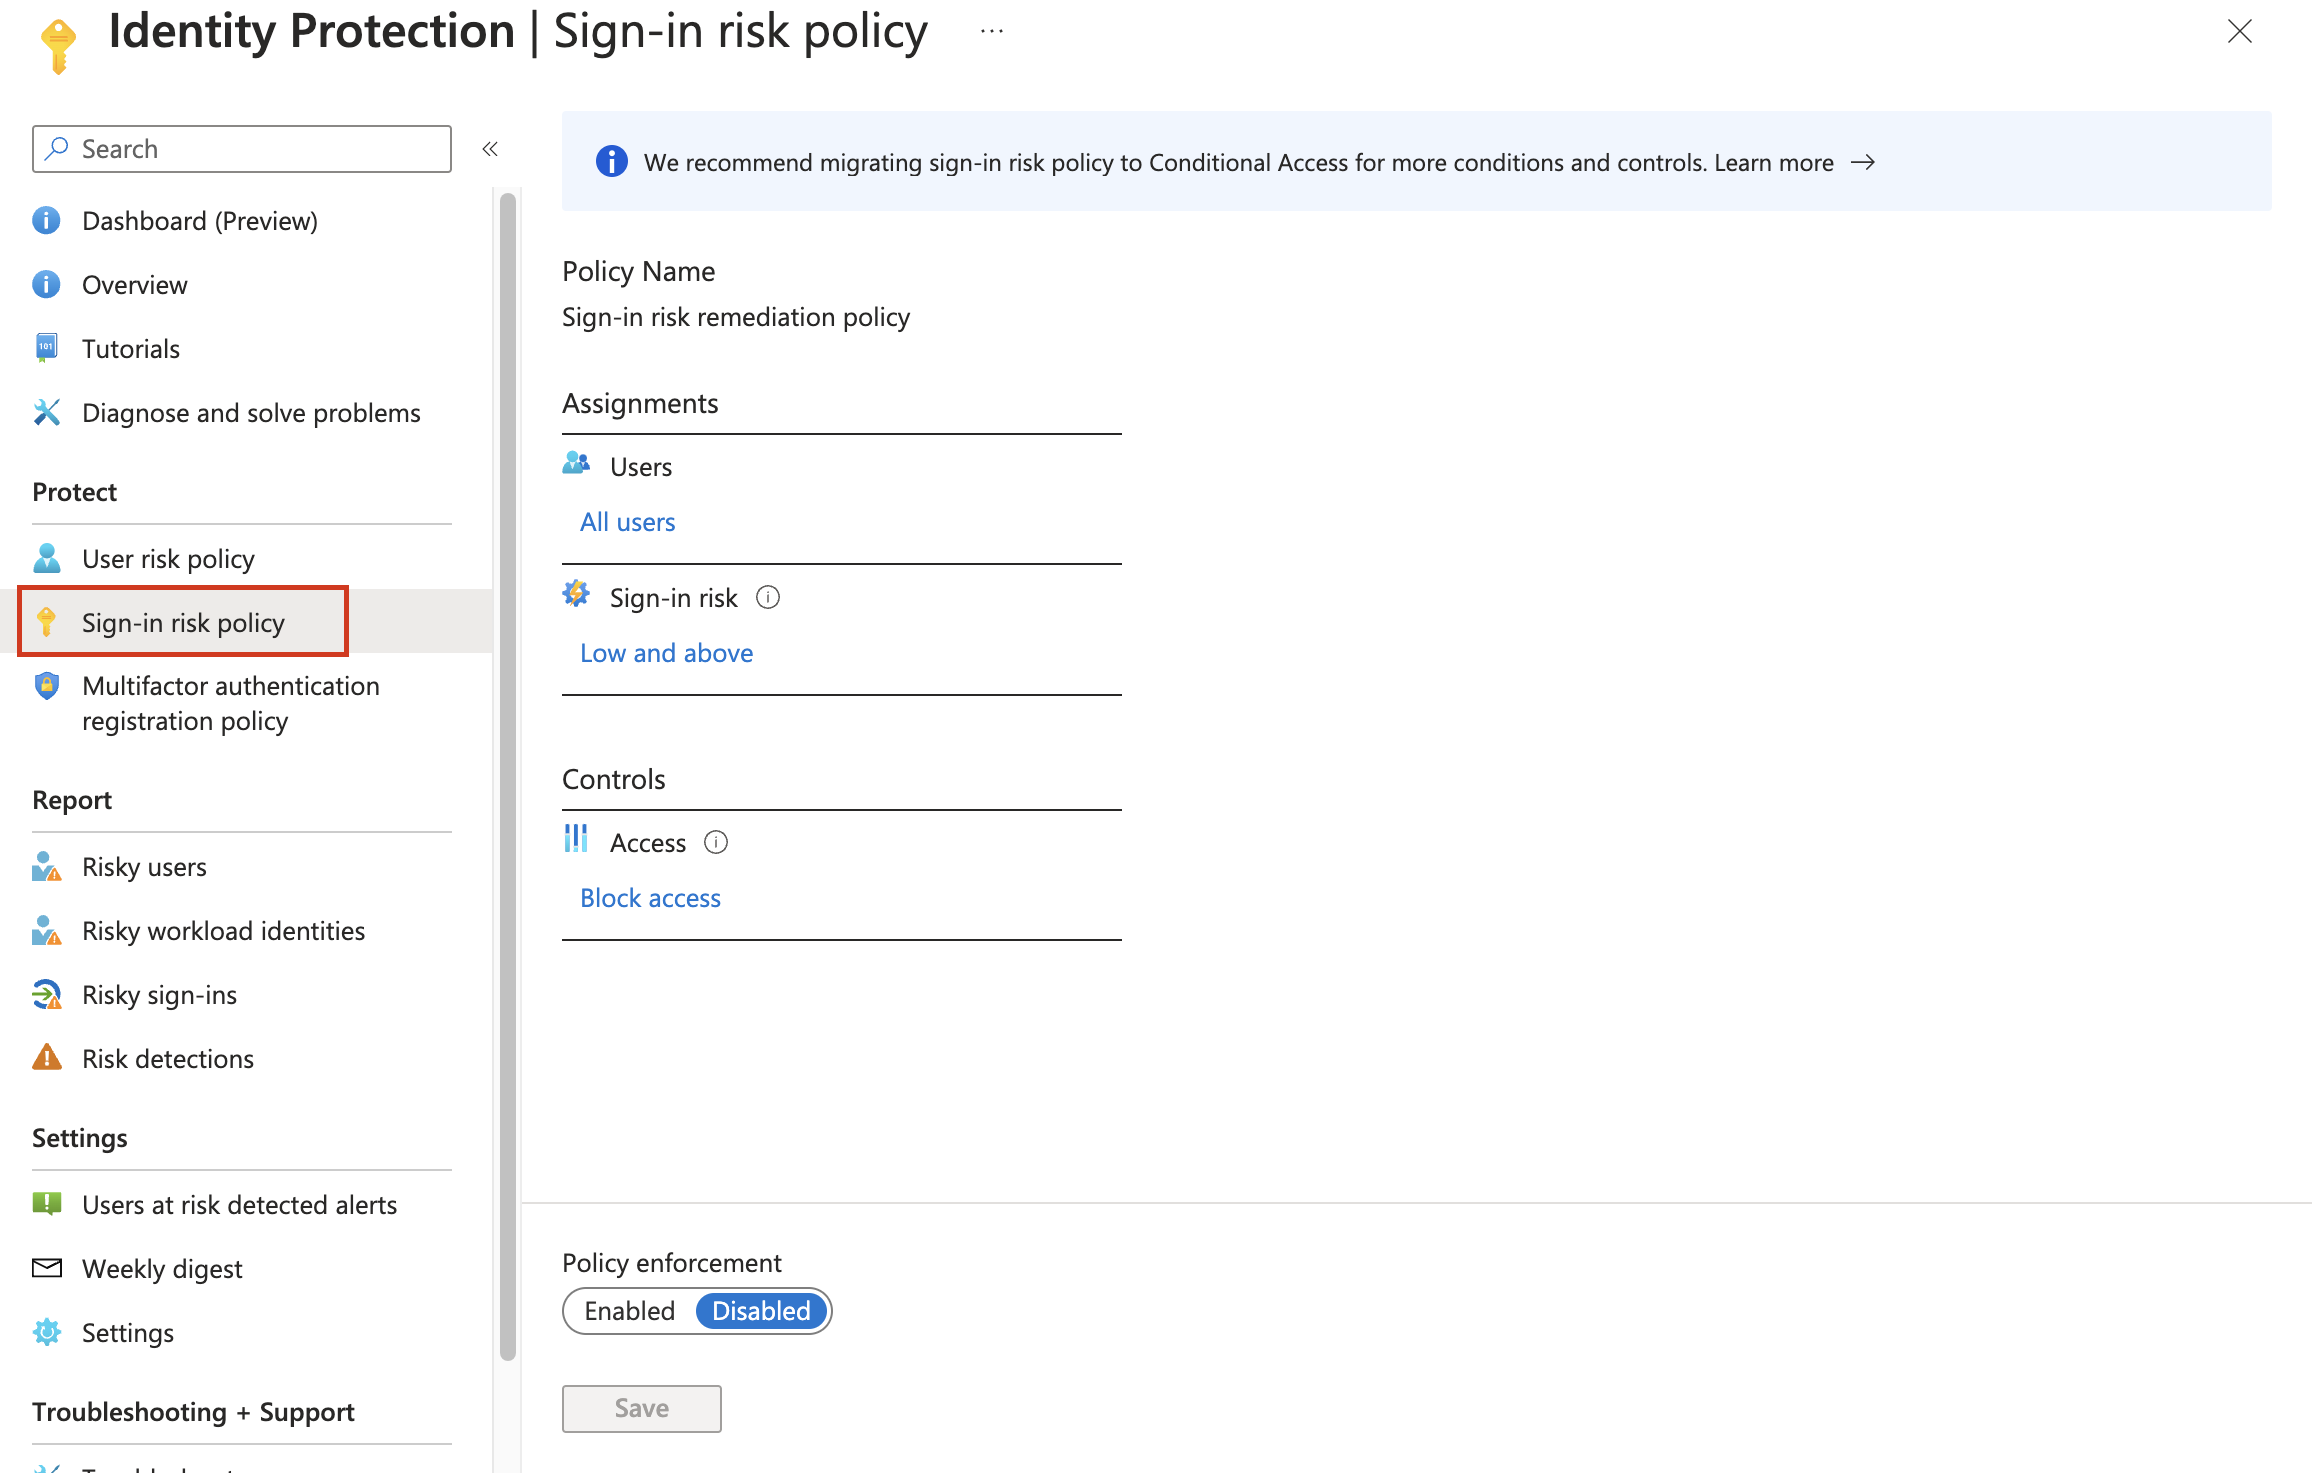 Identity Protection | Sign-in risk policy ...
Search
«
Dashboard (Preview)
Overview
Tutorials
Diagnose and solve problems
Protect
User risk policy
Sign-in risk policy
Multifactor authentication
registration policy
Report
Risky users
Risky workload identities
Risky sign-ins
Risk detections
Settings
Users at risk detected alerts
Weekly digest
Settings
Troubleshooting + Support
We recommend migrating sign-in risk policy to Conditional Access for more conditions and controls. Learn more →
Policy Name
Sign-in risk remediation policy
Assignments
Users
All users
Sign-in risk
Low and above
Controls
Access
Block access
Policy enforcement
Enabled Disabled
Save